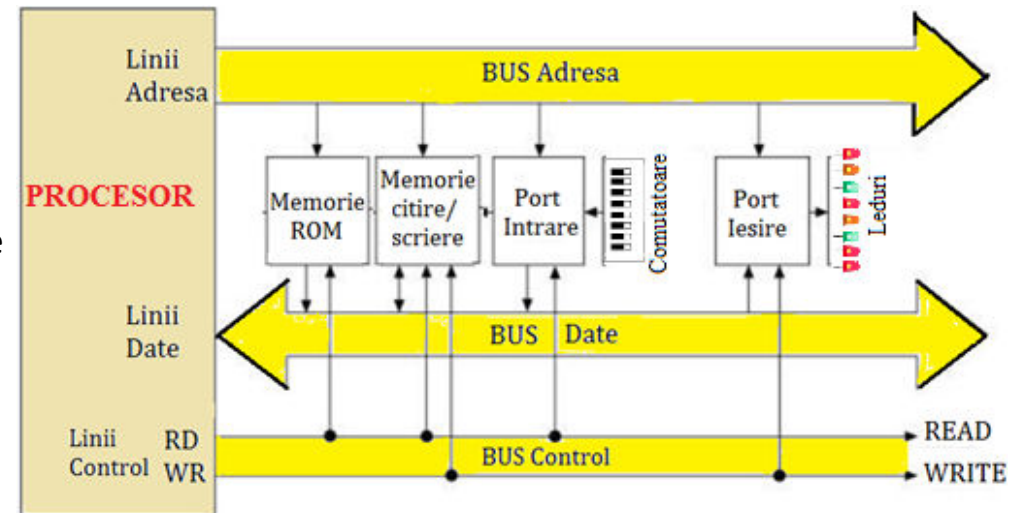 Linii
Adresa
BUS Adresa
PROCESOR
Memorie
ROM
Memorie
citire/
scriere
Port
Intrare
Comutatoare
Port
Iesire
Leduri
e
Linii
Date
BUS Date
Linii
Control
RD
WR
BUS Control
READ
WRITE